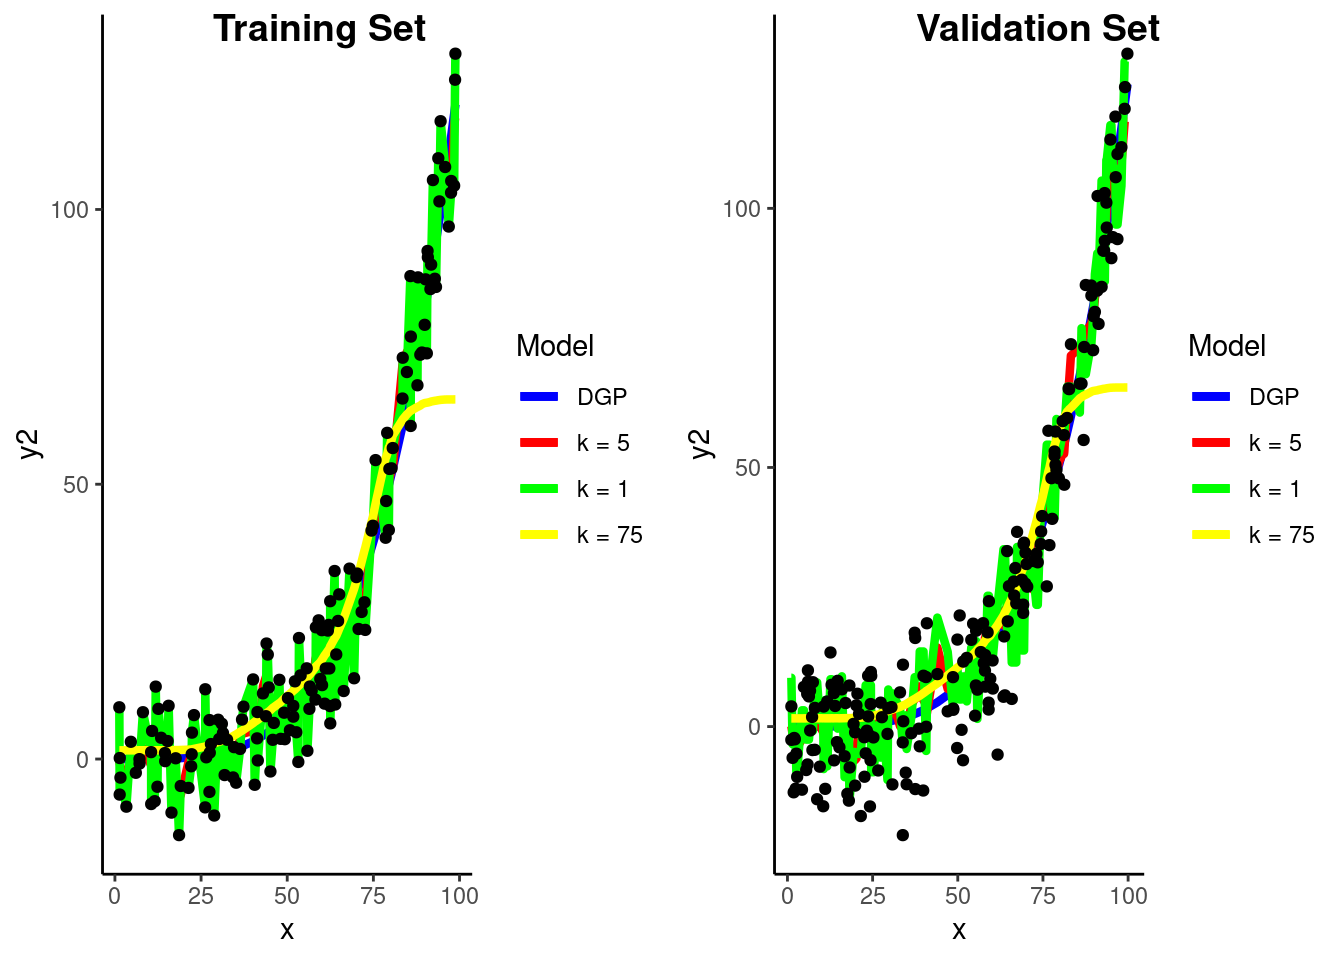 Training Set
y2
100
50
0
0 25 50 75 100
x
Model
DGP
k = 5
k = 1
k = 75
Validation Set
y2
100
50
0
0 25 50 75 100
x
Model
DGP
k = 5
k = 1
k = 75